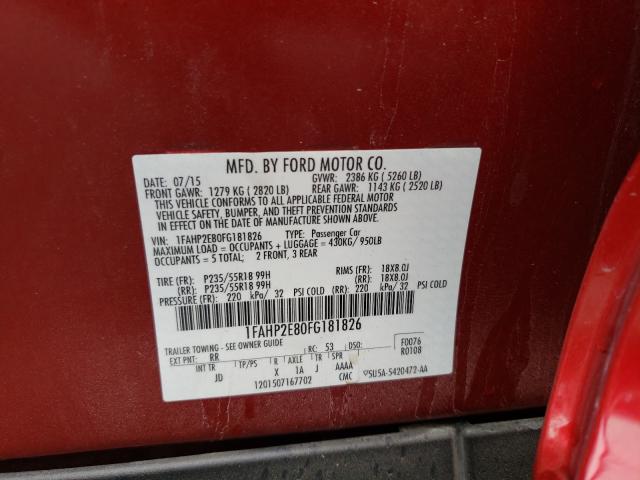 MFD. BY FORD MOTOR CO.
DATE: 07/15 GVWR: 2386 KG ( 5260 LB)
FRONT GAWR: 1279 KG ( 2820 LB) REAR GAWR: 1143 KG ( 2520 LB)
THIS VEHICLE CONFORMS TO ALL APPLICABLE FEDERAL MOTOR
VEHICLE SAFETY, BUMPER, AND THEFT PREVENTION STANDARDS
IN EFFECT ON THE DATE OF MANUFACTURE SHOWN ABOVE.
VIN: 1FAHP2E80FG181826 TYPE: Passenger Car
MAXIMUM LOAD = OCCUPANTS + LUGGAGE = 430KG/ 950LB
OCCUPANTS = 5 TOTAL; 2 FRONT, 3 REAR
TIRE (FR): P235/55R18 99H RIMS (FR): 18X8.0J
(RR): P235/55R18 99H (RR): 18X8.0J
PRESSURE (FR): 220 kPa/ 32 PSI COLD (RR): 220 kPa/ 32 PSI COLD
1FAHP2E80FG181826
TRAILER TOWING - SEE OWNER GUIDE RC: 53 DSO: F0076
EXT PNT: RR R0108
INT TR TP/PS R AXLE TR SPR
JD X 1A J AAAA
1201507167702 CMC 5U5A-5420472-AA